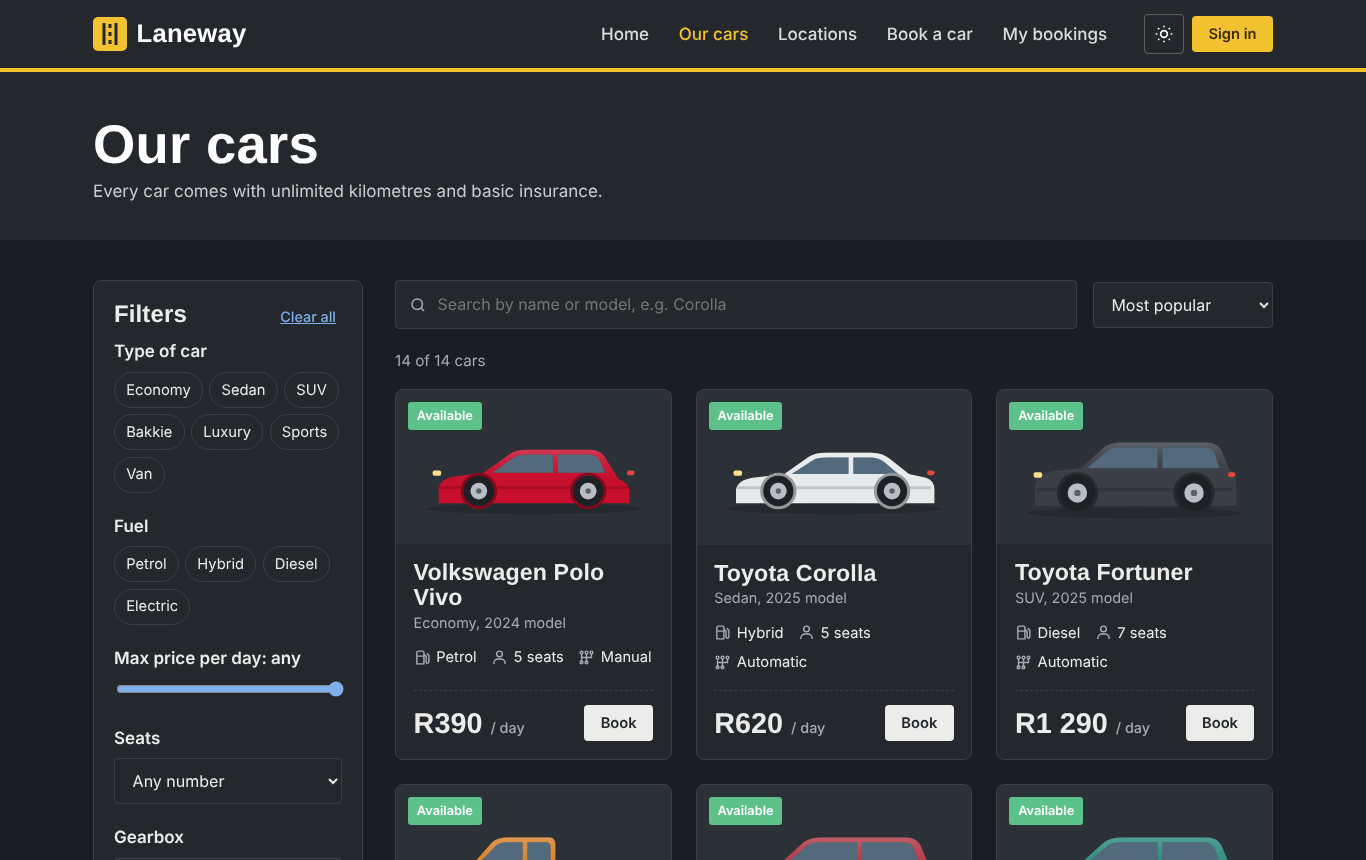 Laneway
Home Our cars Locations Book a car My bookings Sign in
Our cars
Every car comes with unlimited kilometres and basic insurance.
Filters Clear all
Type of car
Economy Sedan SUV
Bakkie Luxury Sports
Van
Fuel
Petrol Hybrid Diesel
Electric
Max price per day: any
Seats
Any number
Gearbox
Search by name or model, e.g. Corolla Most popular
14 of 14 cars
Available
Volkswagen Polo
Vivo
Economy, 2024 model
Petrol 5 seats Manual
R390 / day Book
Available
Toyota Corolla
Sedan, 2025 model
Hybrid 5 seats
Automatic
R620 / day Book
Available
Toyota Fortuner
SUV, 2025 model
Diesel 7 seats
Automatic
R1 290 / day Book
Available
Available
Available